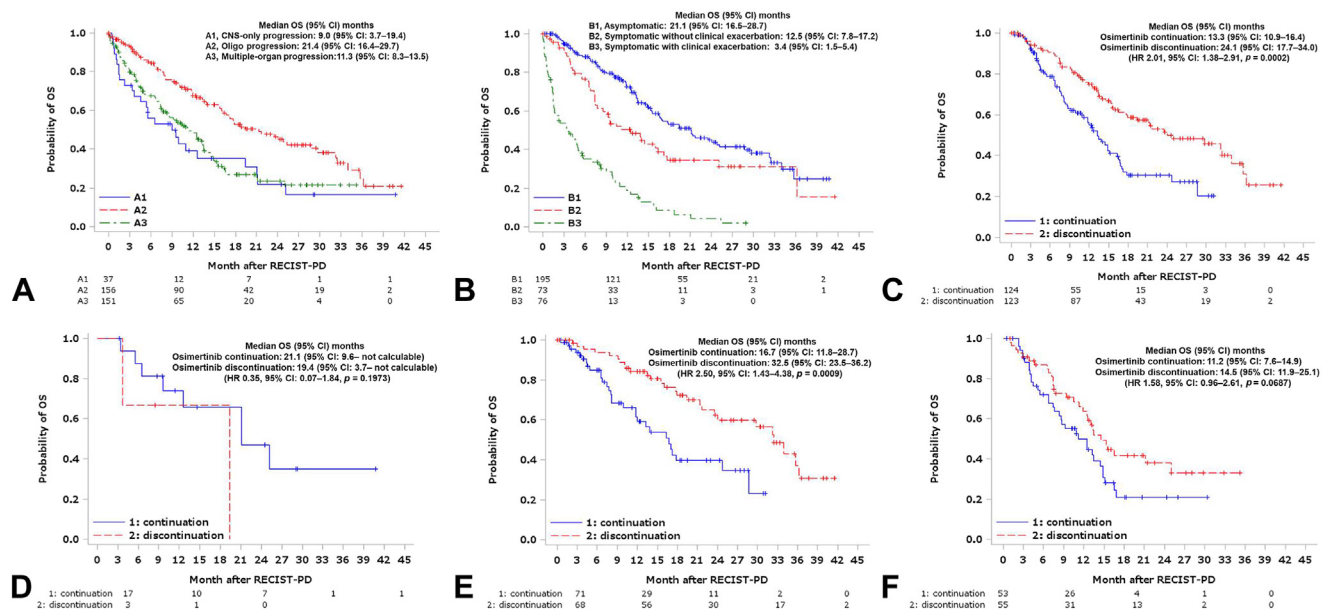 Median OS (95% CI) months
A1, CNS-only progression: 9.0 (95% CI: 3.7–19.4)
A2, Oligo progression: 21.4 (95% CI: 16.4–29.7)
A3, Multiple-organ progression:11.3 (95% CI: 8.3–13.5)
Probability of OS
1.0
0.8
0.6
0.4
0.2
0.0
A1
A2
A3
0 3 6 9 12 15 18 21 24 27 30 33 36 39 42 45
Month after RECIST-PD
A1 37 12 7 1 1
A2 156 90 42 19 2
A3 151 65 20 4 0
A
Median OS (95% CI) months
B1, Asymptomatic: 21.1 (95% CI: 16.5–28.7)
B2, Symptomatic without clinical exacerbation: 12.5 (95% CI: 7.8–17.2)
B3, Symptomatic with clinical exacerbation: 3.4 (95% CI: 1.5–5.4)
Probability of OS
1.0
0.8
0.6
0.4
0.2
0.0
B1
B2
B3
0 3 6 9 12 15 18 21 24 27 30 33 36 39 42 45
Month after RECIST-PD
B1 195 121 55 21 2
B2 73 33 11 3 1
B3 76 13 3 0
B
Median OS (95% CI) months
Osimertinib continuation: 13.3 (95% CI: 10.9–16.4)
Osimertinib discontinuation: 24.1 (95% CI: 17.7–34.0)
(HR 2.01, 95% CI: 1.38–2.91, p = 0.0002)
Probability of OS
1.0
0.8
0.6
0.4
0.2
0.0
1: continuation
2: discontinuation
0 3 6 9 12 15 18 21 24 27 30 33 36 39 42 45
Month after RECIST-PD
1: continuation 124 55 15 3 0
2: discontinuation 123 87 43 19 2
C
Median OS (95% CI) months
Osimertinib continuation: 21.1 (95% CI: 9.6– not calculable)
Osimertinib discontinuation: 19.4 (95% CI: 3.7– not calculable)
(HR 0.35, 95% CI: 0.07–1.84, p = 0.1973)
Probability of OS
1.0
0.8
0.6
0.4
0.2
0.0
1: continuation
2: discontinuation
0 3 6 9 12 15 18 21 24 27 30 33 36 39 42 45
Month after RECIST-PD
1: continuation 17 10 7 1 1
2: discontinuation 3 1 0
D
Median OS (95% CI) months
Osimertinib continuation: 16.7 (95% CI: 11.8–28.7)
Osimertinib discontinuation: 32.5 (95% CI: 23.5–36.2)
(HR 2.50, 95% CI: 1.43–4.38, p = 0.0009)
Probability of OS
1.0
0.8
0.6
0.4
0.2
0.0
1: continuation
2: discontinuation
0 3 6 9 12 15 18 21 24 27 30 33 36 39 42 45
Month after RECIST-PD
1: continuation 71 29 11 2 0
2: discontinuation 68 56 30 17 2
E
Median OS (95% CI) months
Osimertinib continuation: 11.2 (95% CI: 7.6–14.9)
Osimertinib discontinuation: 14.5 (95% CI: 11.9–25.1)
(HR 1.58, 95% CI: 0.96–2.61, p = 0.0687)
Probability of OS
1.0
0.8
0.6
0.4
0.2
0.0
1: continuation
2: discontinuation
0 3 6 9 12 15 18 21 24 27 30 33 36 39 42 45
Month after RECIST-PD
1: continuation 53 26 4 1 0
2: discontinuation 55 31 13 2 0
F